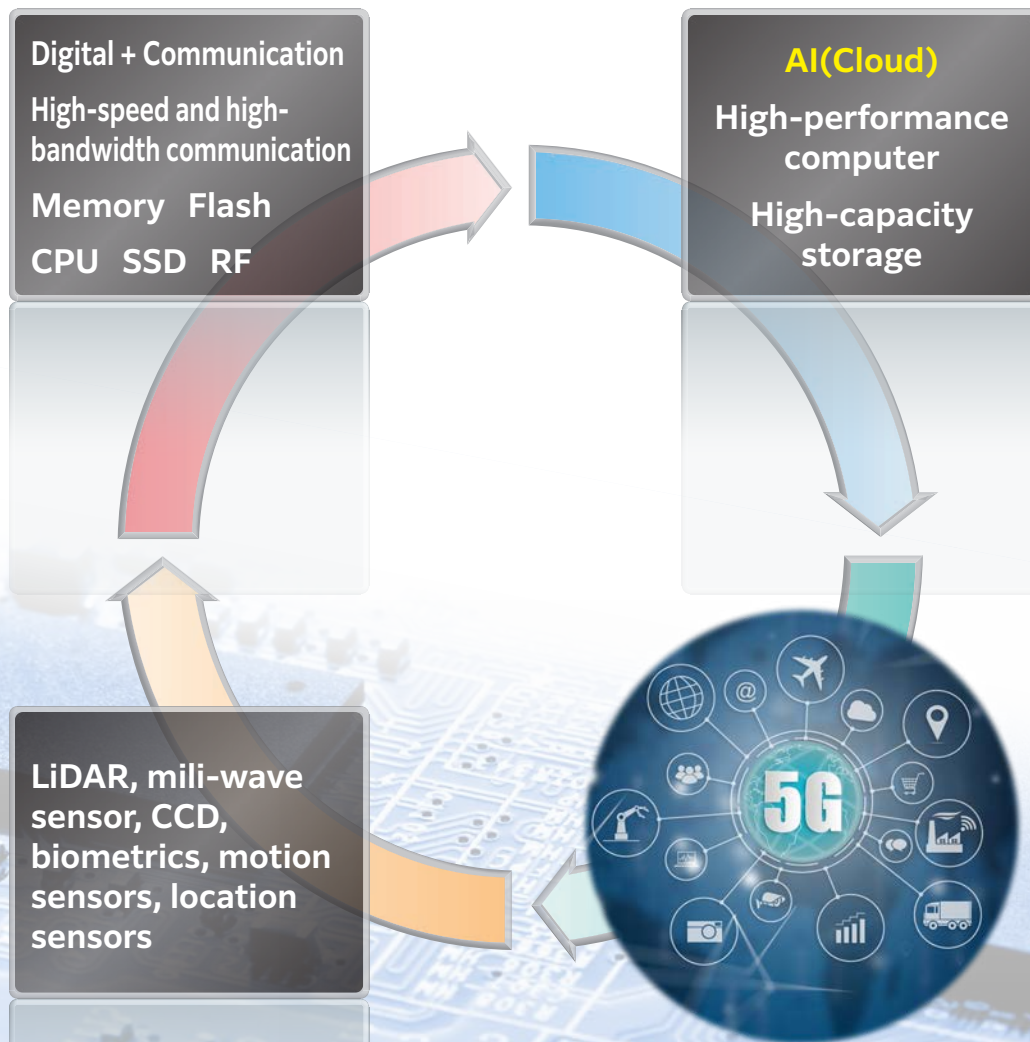 Digital + Communication
High-speed and high-
bandwidth communication
Memory Flash
CPU SSD RF
AI(Cloud)
High-performance
computer
High-capacity
storage
LiDAR, mili-wave
sensor, CCD,
biometrics, motion
sensors, location
sensors
@
5G